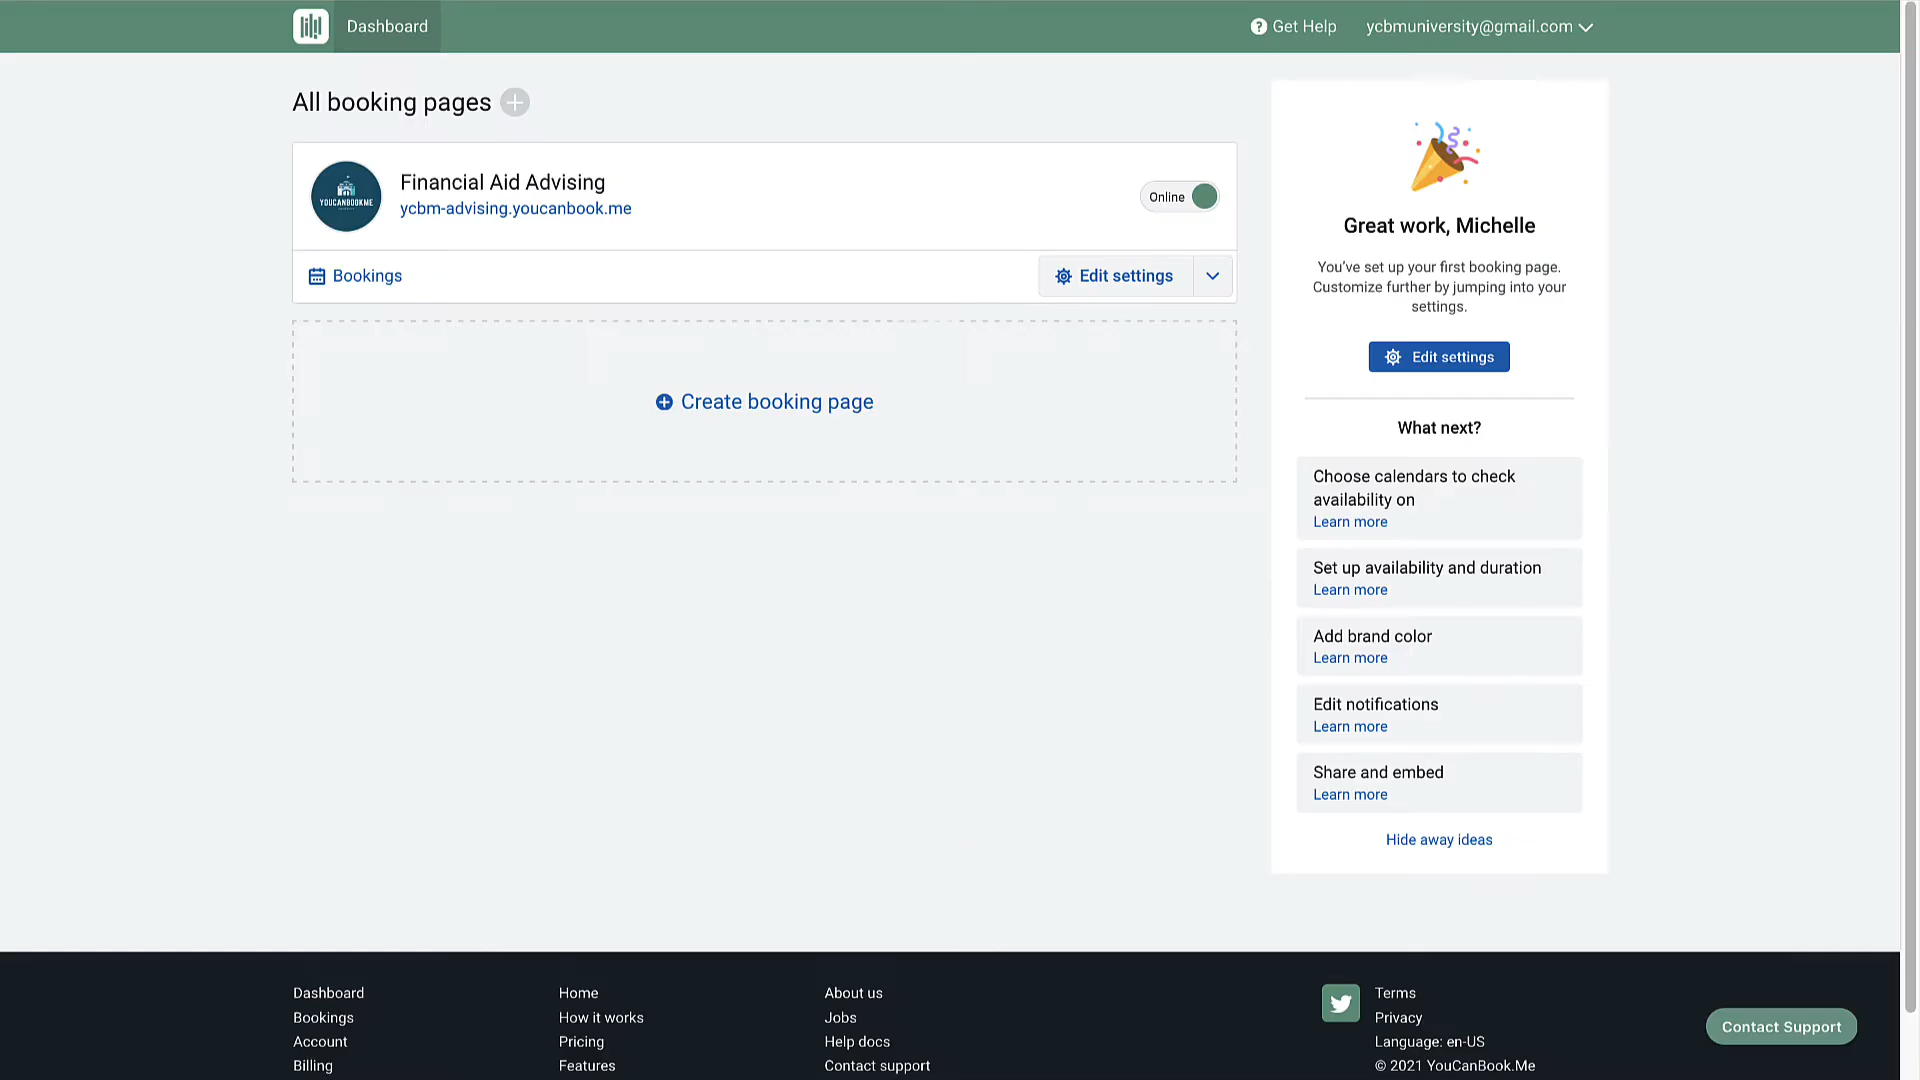 Dashboard
Get Help
ycbmuniversity@gmail.com
All booking pages
YOUCANBOOKME
Financial Aid Advising
ycbm-advising.youcanbook.me
Online
Bookings
Edit settings
Create booking page
Great work, Michelle
You've set up your first booking page.
Customize further by jumping into your
settings.
Edit settings
What next?
Choose calendars to check
availability on
Learn more
Set up availability and duration
Learn more
Add brand color
Learn more
Edit notifications
Learn more
Share and embed
Learn more
Hide away ideas
Dashboard
Bookings
Account
Billing
Home
How it works
Pricing
Features
About us
Jobs
Help docs
Contact support
Terms
Privacy
Language: en-US
© 2021 YouCanBook.Me
Contact Support